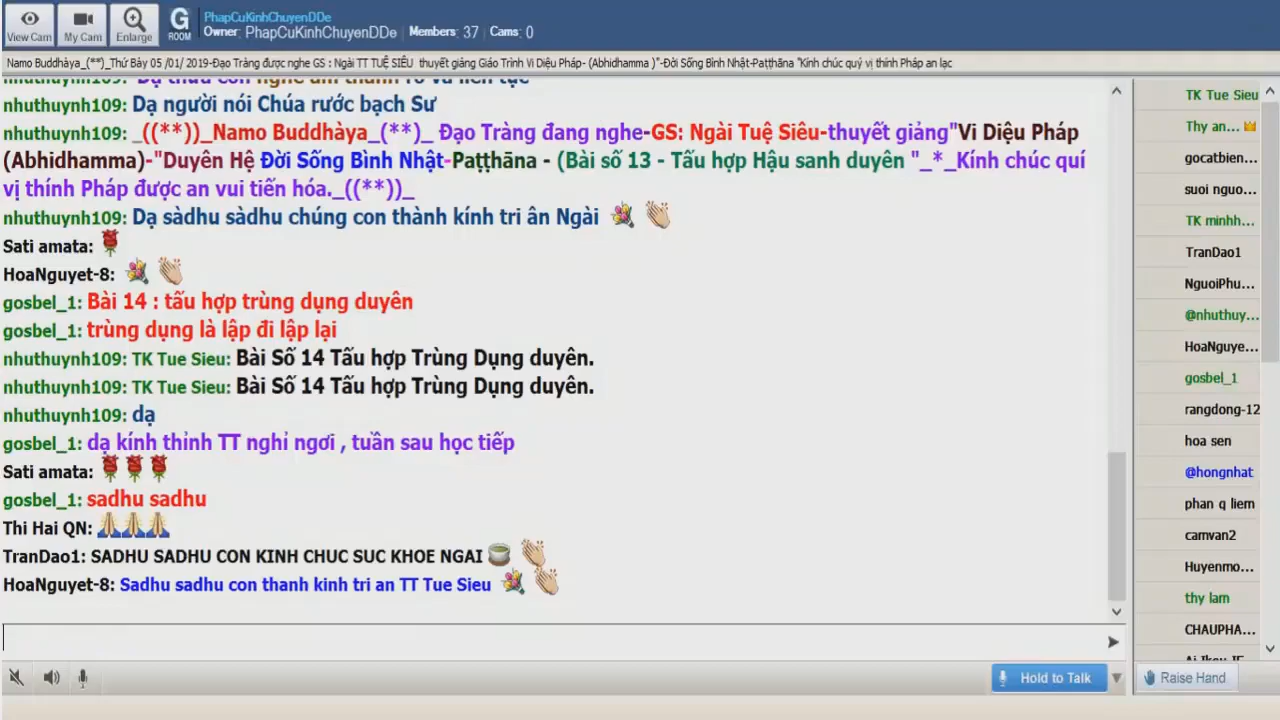 PhapCuKinhChuyenDDe
View Cam My Cam Enlarge G ROOM Owner: PhapCuKinhChuyenDDe Members: 37 Cams: 0
Namo Buddhàya_(**)_Thứ Bảy 05 /01/ 2019-Đạo Tràng được nghe GS : Ngài TT TUỆ SIÊU thuyết giảng Giáo Trình Vi Diệu Pháp- (Abhidhamma )"-Đời Sống Bình Nhật-Paṭṭhāna "Kính chúc quý vị thính Pháp an lạc
nhuthuynh109: Dạ thưa con nghe âm thanh rõ và liên tục
nhuthuynh109: Dạ người nói Chúa rước bạch Sư
nhuthuynh109: _((**))_Namo Buddhàya_(**)_ Đạo Tràng đang nghe-GS: Ngài Tuệ Siêu-thuyết giảng"Vi Diệu Pháp
(Abhidhamma)-"Duyên Hệ Đời Sống Bình Nhật-Paṭṭhāna - (Bài số 13 - Tấu hợp Hậu sanh duyên "_*_Kính chúc quí
vị thính Pháp được an vui tiến hóa._((**))_
nhuthuynh109: Dạ sàdhu sàdhu chúng con thành kính tri ân Ngài 💐 👏
Sati amata: 🌹
HoaNguyet-8: 💐 👏
gosbel_1: Bài 14 : tấu hợp trùng dụng duyên
gosbel_1: trùng dụng là lập đi lập lại
nhuthuynh109: TK Tue Sieu: Bài Số 14 Tấu hợp Trùng Dụng duyên.
nhuthuynh109: TK Tue Sieu: Bài Số 14 Tấu hợp Trùng Dụng duyên.
nhuthuynh109: dạ
gosbel_1: dạ kính thỉnh TT nghỉ ngơi , tuần sau học tiếp
Sati amata: 🌹🌹🌹
gosbel_1: sadhu sadhu
Thi Hai QN: 🙏🙏🙏
TranDao1: SADHU SADHU CON KINH CHUC SUC KHOE NGAI 🍵 👏
HoaNguyet-8: Sadhu sadhu con thanh kinh tri an TT Tue Sieu 💐 👏
Hold to Talk
TK Tue Sieu
Thy an...
gocatbien...
suoi nguo...
TK minhh...
TranDao1
NguoiPhu...
@nhuthuy...
HoaNguye...
gosbel_1
rangdong-12
hoa sen
@hongnhat
phan q liem
camvan2
Huyenmo...
thy lam
CHAUPHA...
Raise Hand